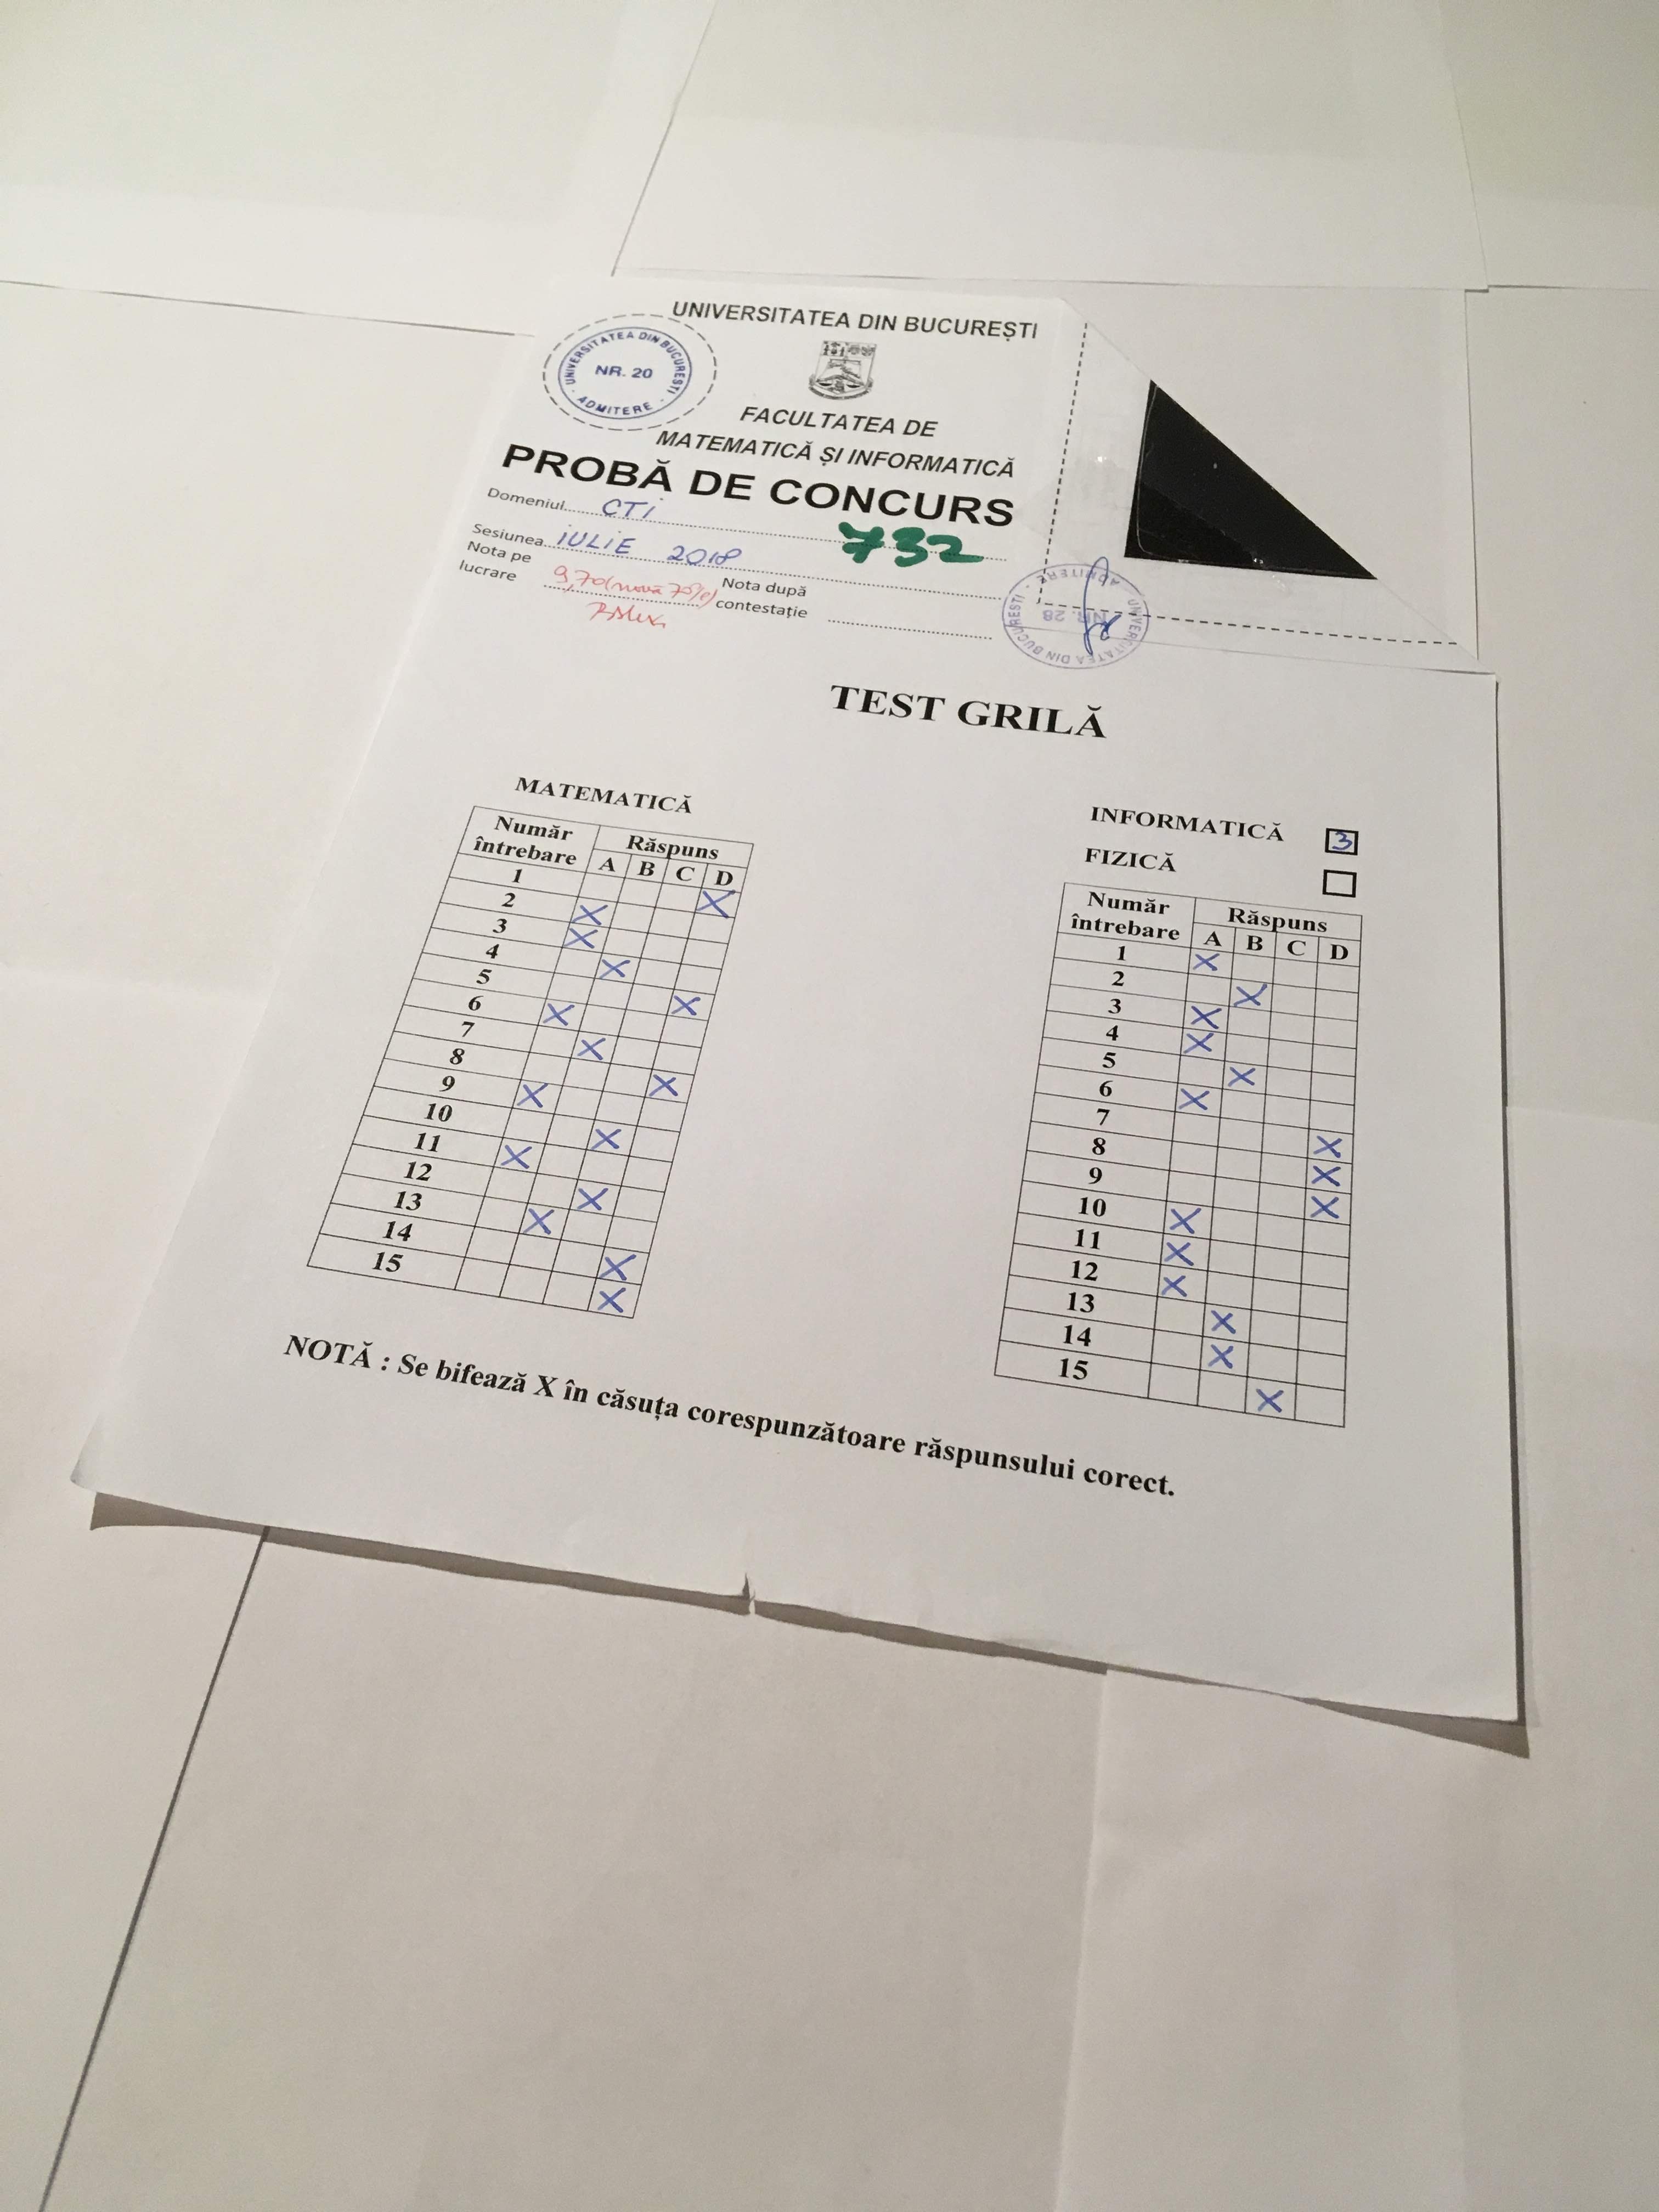 UNIVERSITATEA DIN BUCUREȘTI
UNIVERSITATEA DIN BUCUREȘTI
NR. 20
- ADMITERE -
FACULTATEA DE
MATEMATICĂ ȘI INFORMATICĂ
PROBĂ DE CONCURS
Domeniul CTI
732
Sesiunea IULIE 2018
Nota pe
lucrare 9,70 (nouă 70%)
Nota după
contestație
UNIVERSITATEA DIN BUCUREȘTI
NR. 28
ADMITERE
TEST GRILĂ
MATEMATICĂ
Număr întrebare Răspuns
A B C D
1 X
2 X
3 X
4 X
5 X
6 X
7 X
8 X
9 X
10 X
11 X
12 X
13 X
14 X
15 X
INFORMATICĂ 3
FIZICĂ
Număr întrebare Răspuns
A B C D
1 X
2 X
3 X
4 X
5 X
6 X
7 X
8 X
9 X
10 X
11 X
12 X
13 X
14 X
15 X
NOTĂ : Se bifează X în căsuța corespunzătoare răspunsului corect.